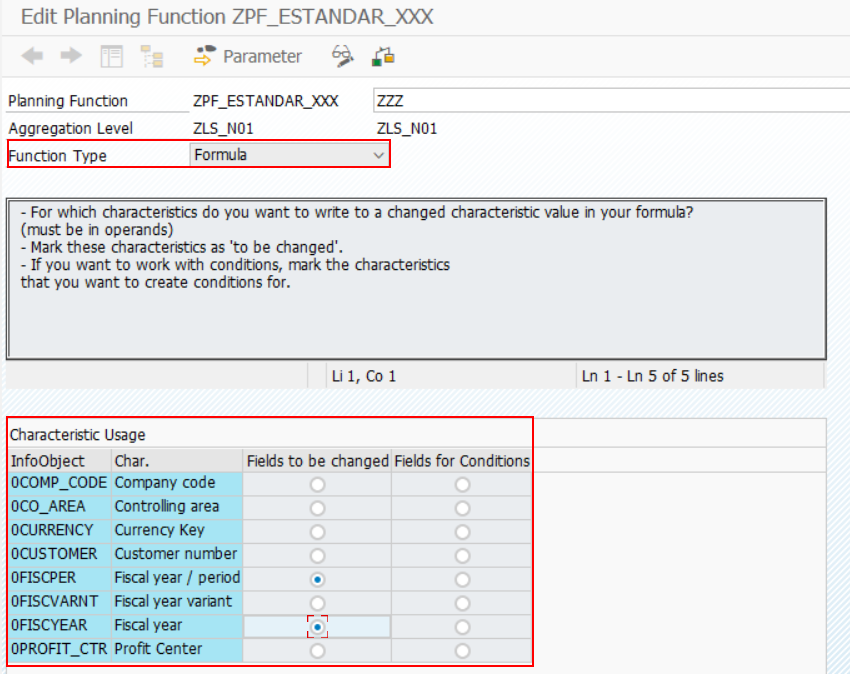 Edit Planning Function ZPF_ESTANDAR_XXX
Parameter
Planning Function ZPF_ESTANDAR_XXX ZZZ
Aggregation Level ZLS_N01 ZLS_N01
Function Type Formula
- For which characteristics do you want to write to a changed characteristic value in your formula?
(must be in operands)
- Mark these characteristics as 'to be changed'.
- If you want to work with conditions, mark the characteristics
that you want to create conditions for.
Li 1, Co 1 Ln 1 - Ln 5 of 5 lines
Characteristic Usage
InfoObject Char. Fields to be changed Fields for Conditions
0COMP_CODE Company code
0CO_AREA Controlling area
0CURRENCY Currency Key
0CUSTOMER Customer number
0FISCPER Fiscal year / period
0FISCVARNT Fiscal year variant
0FISCYEAR Fiscal year
0PROFIT_CTR Profit Center